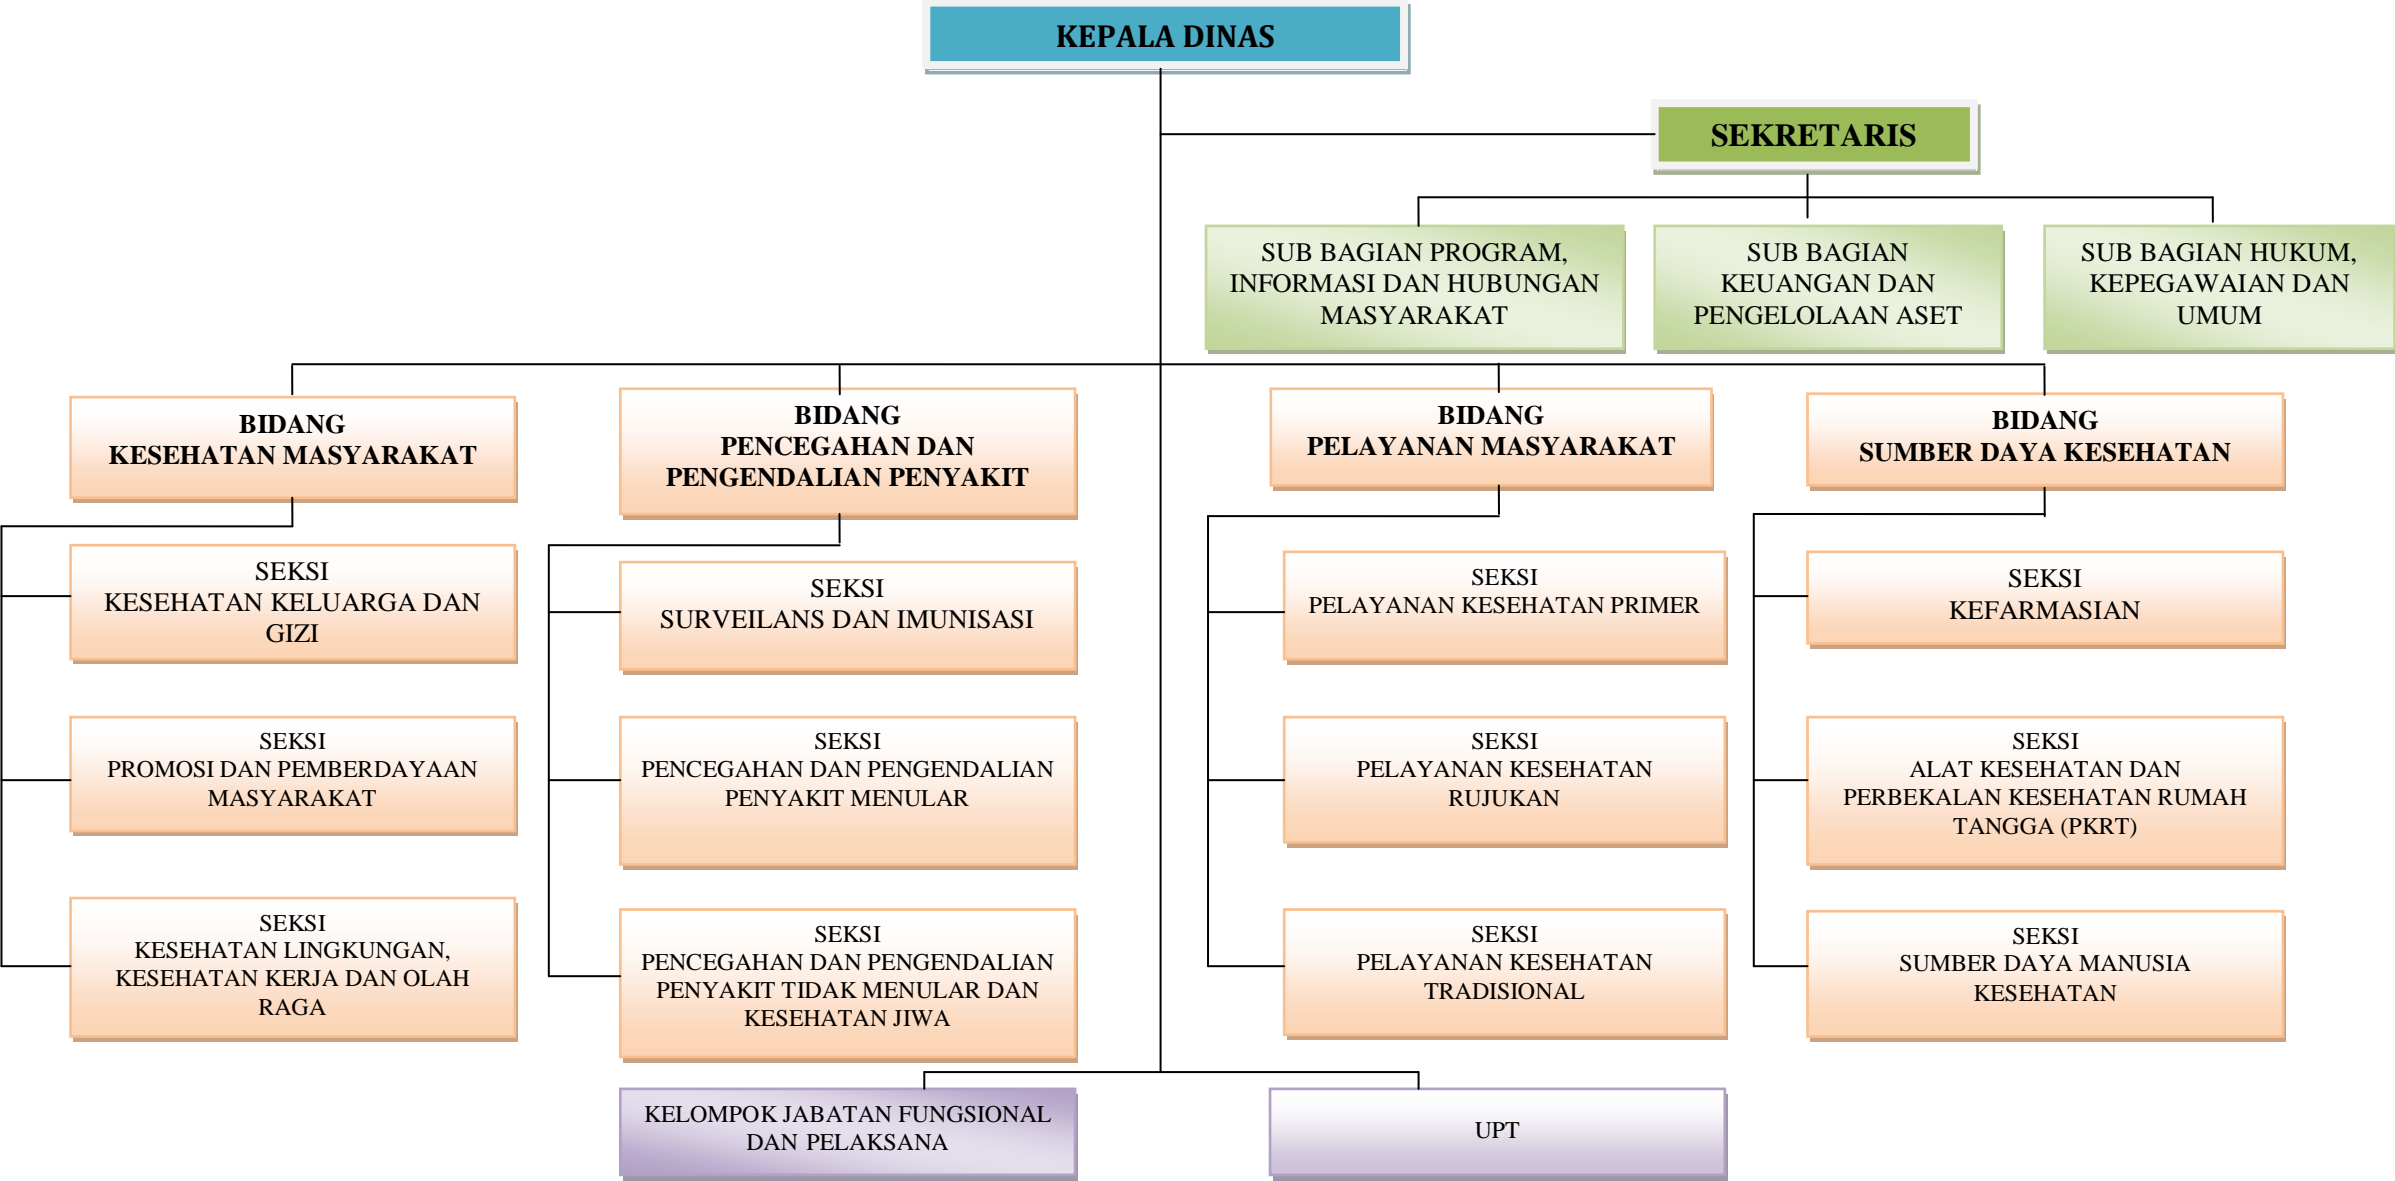 KEPALA DINAS
SEKRETARIS
SUB BAGIAN PROGRAM,
INFORMASI DAN HUBUNGAN
MASYARAKAT
SUB BAGIAN
KEUANGAN DAN
PENGELOLAAN ASET
SUB BAGIAN HUKUM,
KEPEGAWAIAN DAN
UMUM
BIDANG
KESEHATAN MASYARAKAT
BIDANG
PENCEGAHAN DAN
PENGENDALIAN PENYAKIT
BIDANG
PELAYANAN MASYARAKAT
BIDANG
SUMBER DAYA KESEHATAN
SEKSI
KESEHATAN KELUARGA DAN
GIZI
SEKSI
SURVEILANS DAN IMUNISASI
SEKSI
PELAYANAN KESEHATAN PRIMER
SEKSI
KEFARMASIAN
SEKSI
PROMOSI DAN PEMBERDAYAAN
MASYARAKAT
SEKSI
PENCEGAHAN DAN PENGENDALIAN
PENYAKIT MENULAR
SEKSI
PELAYANAN KESEHATAN
RUJUKAN
SEKSI
ALAT KESEHATAN DAN
PERBEKALAN KESEHATAN RUMAH
TANGGA (PKRT)
SEKSI
KESEHATAN LINGKUNGAN,
KESEHATAN KERJA DAN OLAH
RAGA
SEKSI
PENCEGAHAN DAN PENGENDALIAN
PENYAKIT TIDAK MENULAR DAN
KESEHATAN JIWA
SEKSI
PELAYANAN KESEHATAN
TRADISIONAL
SEKSI
SUMBER DAYA MANUSIA
KESEHATAN
KELOMPOK JABATAN FUNGSIONAL
DAN PELAKSANA
UPT